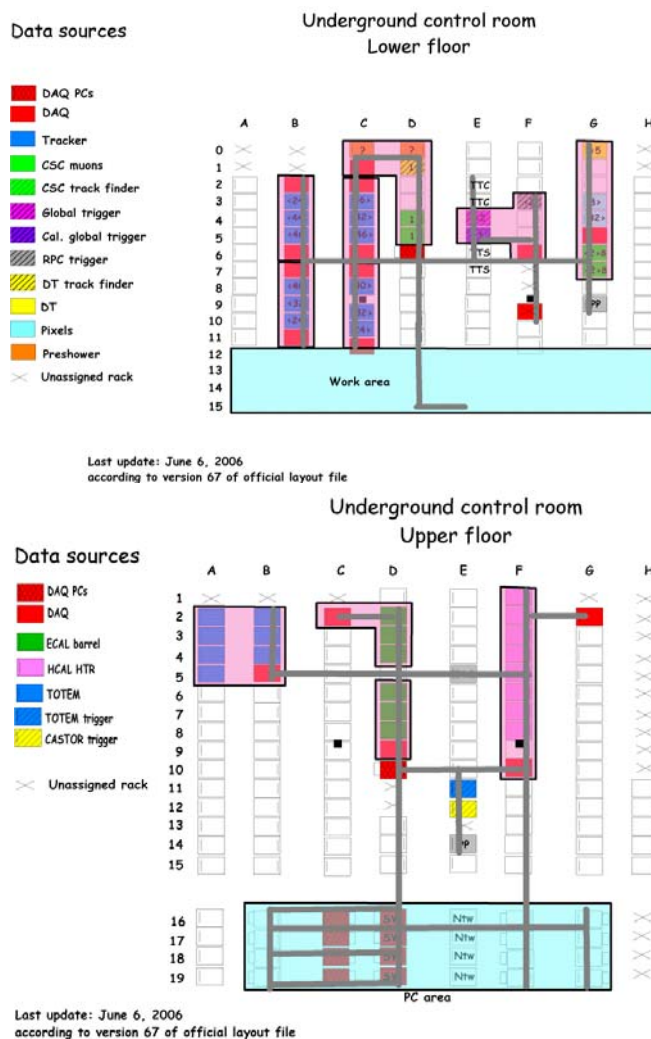 Underground control room
Lower floor
Data sources
DAQ PCs
DAQ
Tracker
CSC muons
CSC track finder
Global trigger
Cal. global trigger
RPC trigger
DT track finder
DT
Pixels
Preshower
Unassigned rack
A B C D E F G H
0 ? ?
1
2 TTC
3 TTC
4 1
5 1
6 TTS
7 TTS
8
9
10
11
12
13
14 Work area
15
Last update: June 6, 2006
according to version 67 of official layout file
Underground control room
Upper floor
Data sources
DAQ PCs
DAQ
ECAL barrel
HCAL HTR
TOTEM
TOTEM trigger
CASTOR trigger
Unassigned rack
A B C D E F G H
1
2
3
4
5
6
7
8
9
10
11
12
13
14
15
16 Ntw
17 Ntw
18 Ntw
19 Ntw
PC area
Last update: June 6, 2006
according to version 67 of official layout file